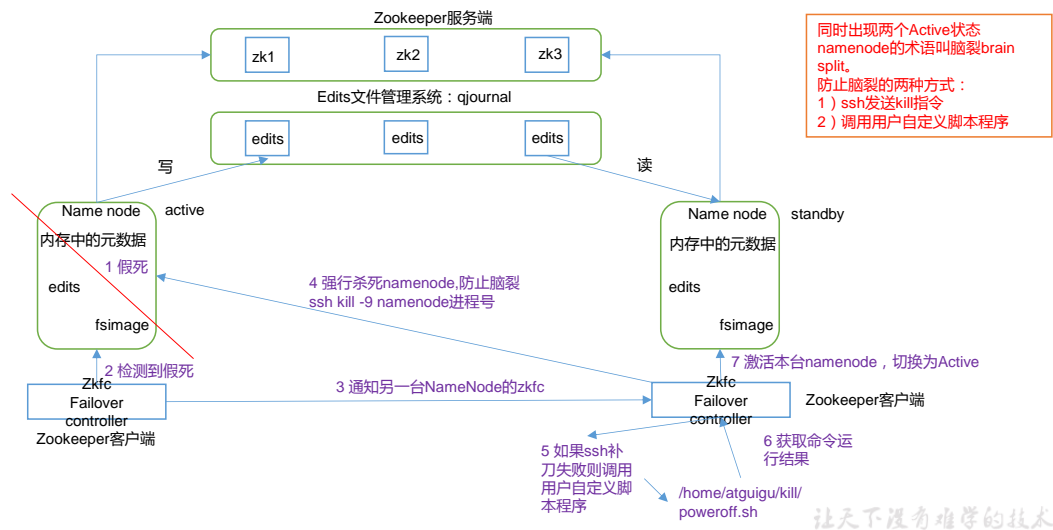 Zookeeper服务端
zk1
zk2
zk3
Edits文件管理系统：qjournal
edits
edits
edits
写
读
同时出现两个Active状态
namenode的术语叫脑裂brain
split。
防止脑裂的两种方式：
1）ssh发送kill指令
2）调用用户自定义脚本程序
Name node
active
内存中的元数据
1 假死
edits
fsimage
2 检测到假死
Zkfc
Failover
controller
Zookeeper客户端
3 通知另一台NameNode的zkfc
4 强行杀死namenode,防止脑裂
ssh kill -9 namenode进程号
Name node
standby
内存中的元数据
edits
fsimage
7 激活本台namenode，切换为Active
Zkfc
Failover
controller
Zookeeper客户端
5 如果ssh补
刀失败则调用
用户自定义脚
本程序
6 获取命令运
行结果
/home/atguigu/kill/
poweroff.sh
让天下没有难学的技术